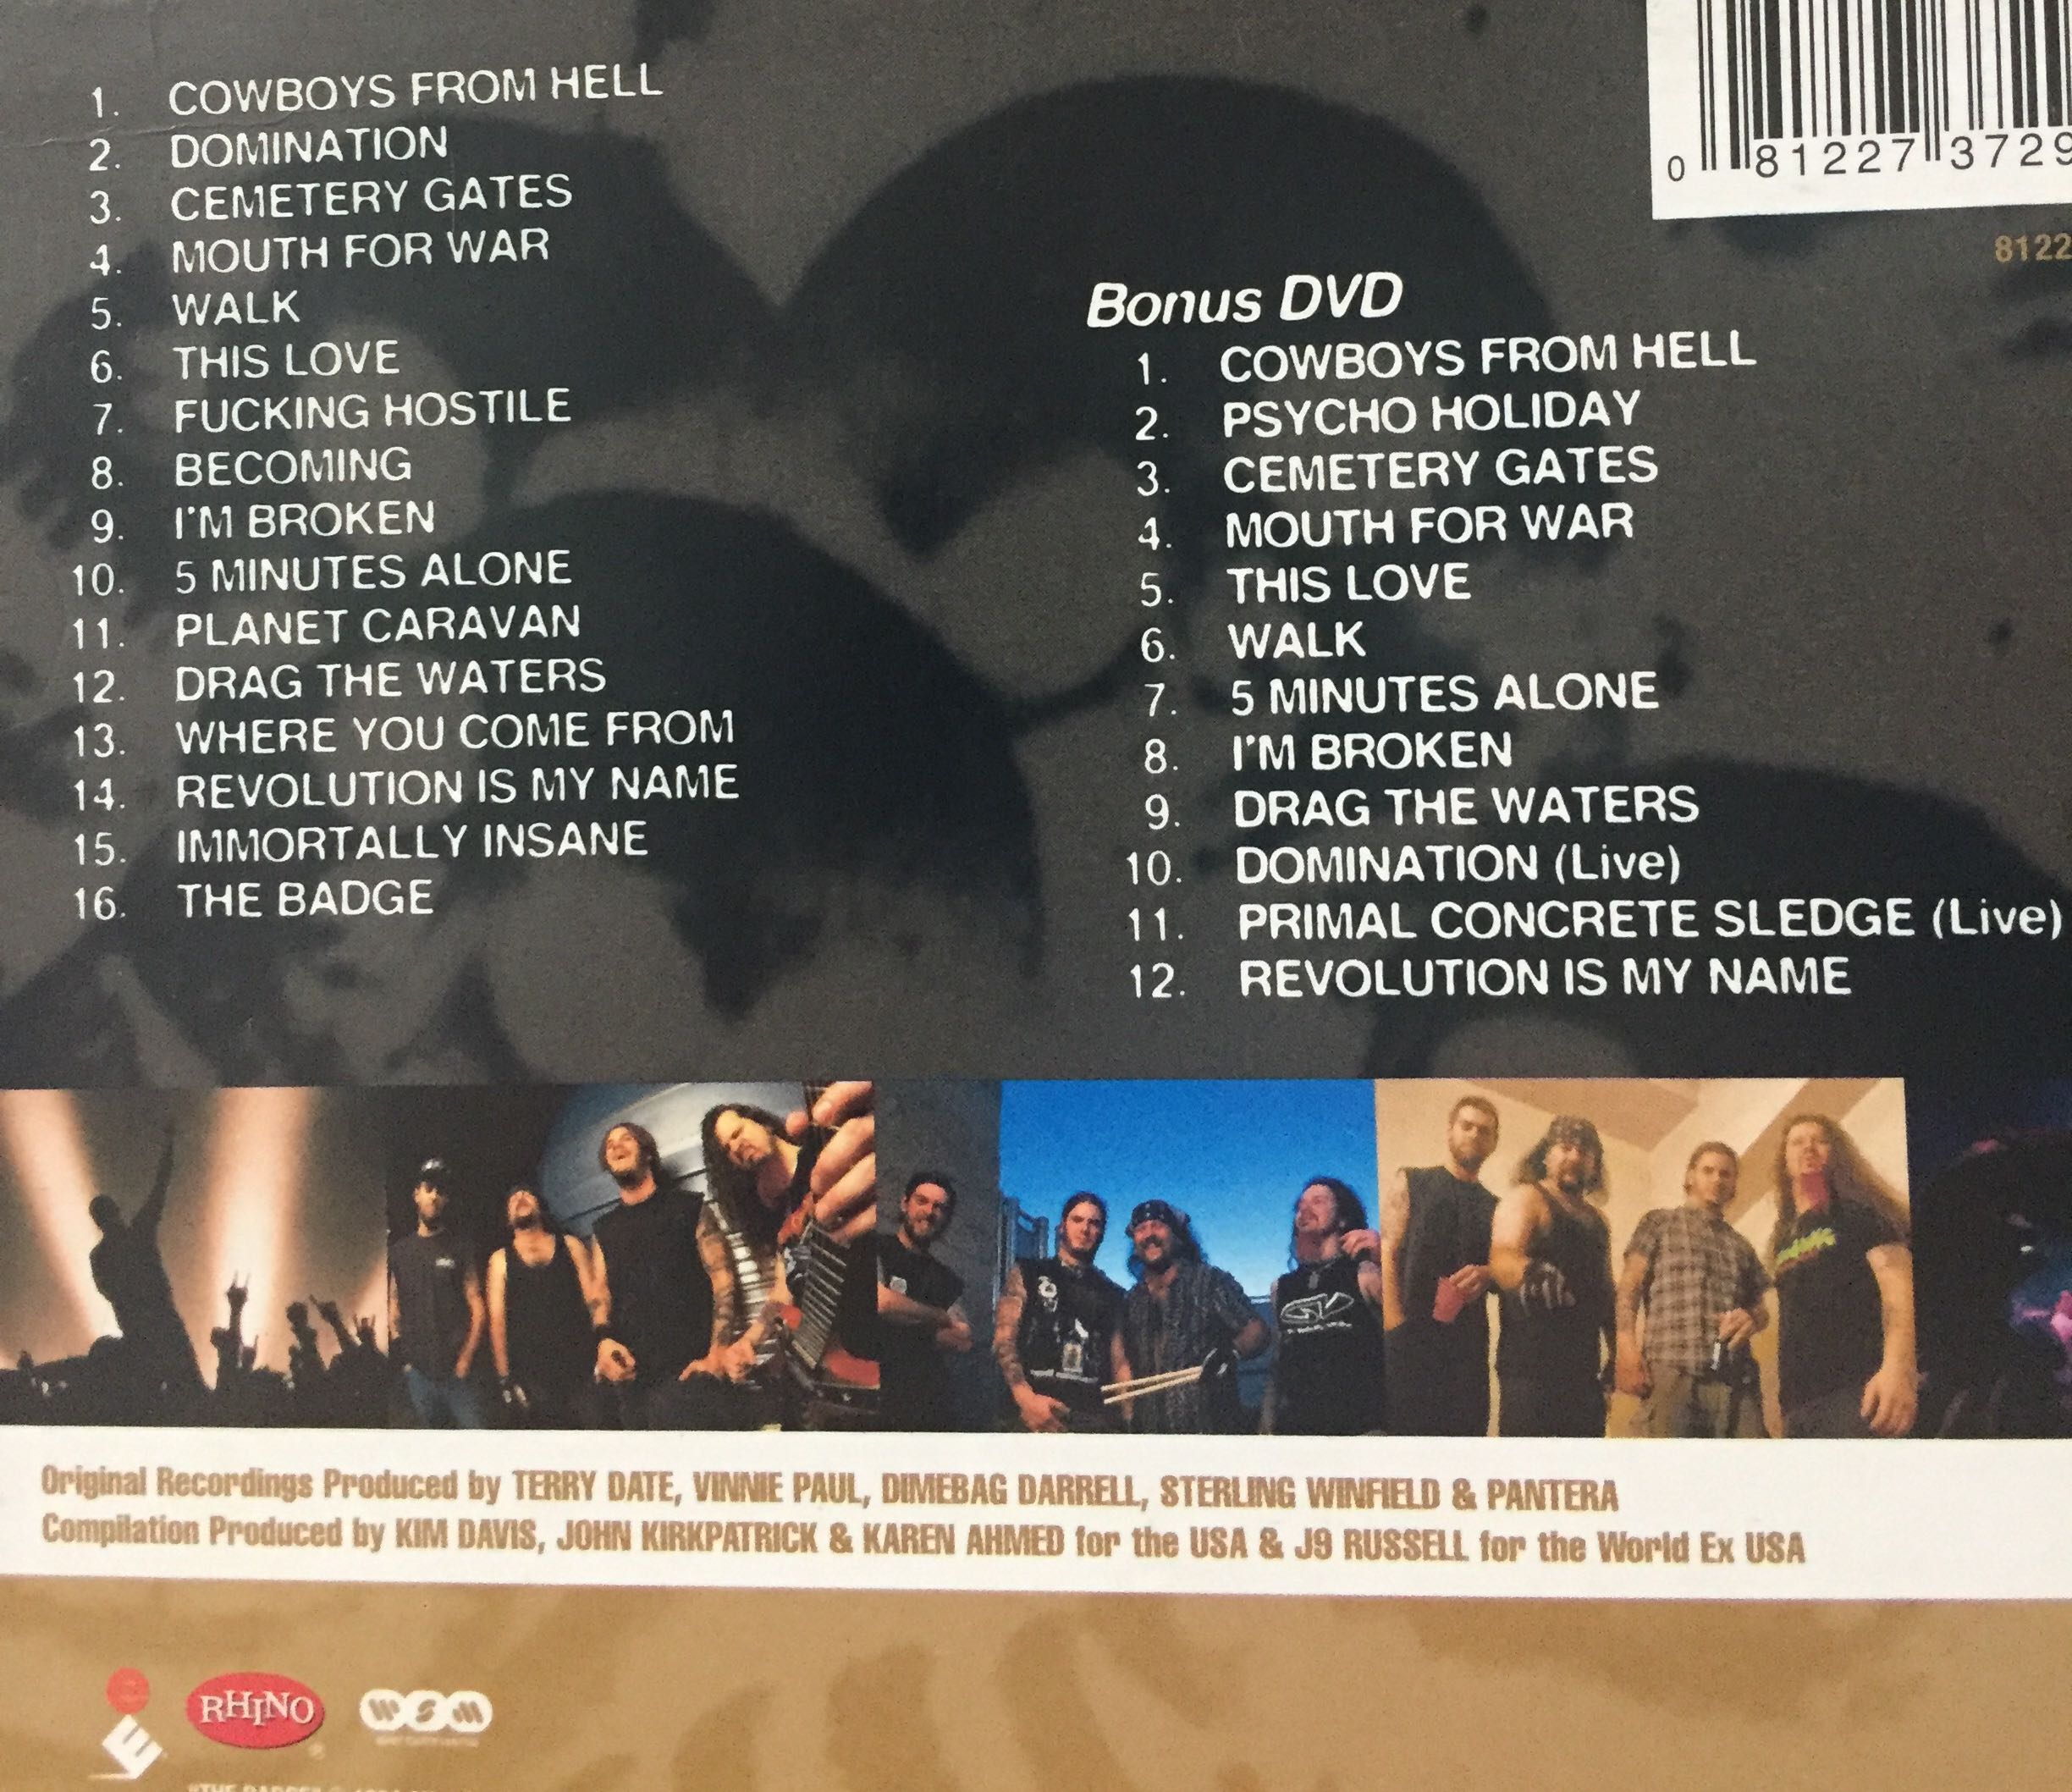 1. COWBOYS FROM HELL
2. DOMINATION
3. CEMETERY GATES
4. MOUTH FOR WAR
5. WALK
6. THIS LOVE
7. FUCKING HOSTILE
8. BECOMING
9. I'M BROKEN
10. 5 MINUTES ALONE
11. PLANET CARAVAN
12. DRAG THE WATERS
13. WHERE YOU COME FROM
14. REVOLUTION IS MY NAME
15. IMMORTALLY INSANE
16. THE BADGE
0 81227 3729
8122
Bonus DVD
1. COWBOYS FROM HELL
2. PSYCHO HOLIDAY
3. CEMETERY GATES
4. MOUTH FOR WAR
5. THIS LOVE
6. WALK
7. 5 MINUTES ALONE
8. I'M BROKEN
9. DRAG THE WATERS
10. DOMINATION (Live)
11. PRIMAL CONCRETE SLEDGE (Live)
12. REVOLUTION IS MY NAME
Original Recordings Produced by TERRY DATE, VINNIE PAUL, DIMEBAG DARRELL, STERLING WINFIELD & PANTERA
Compilation Produced by KIM DAVIS, JOHN KIRKPATRICK & KAREN AHMED for the USA & J9 RUSSELL for the World Ex USA
E
RHINO
WSM